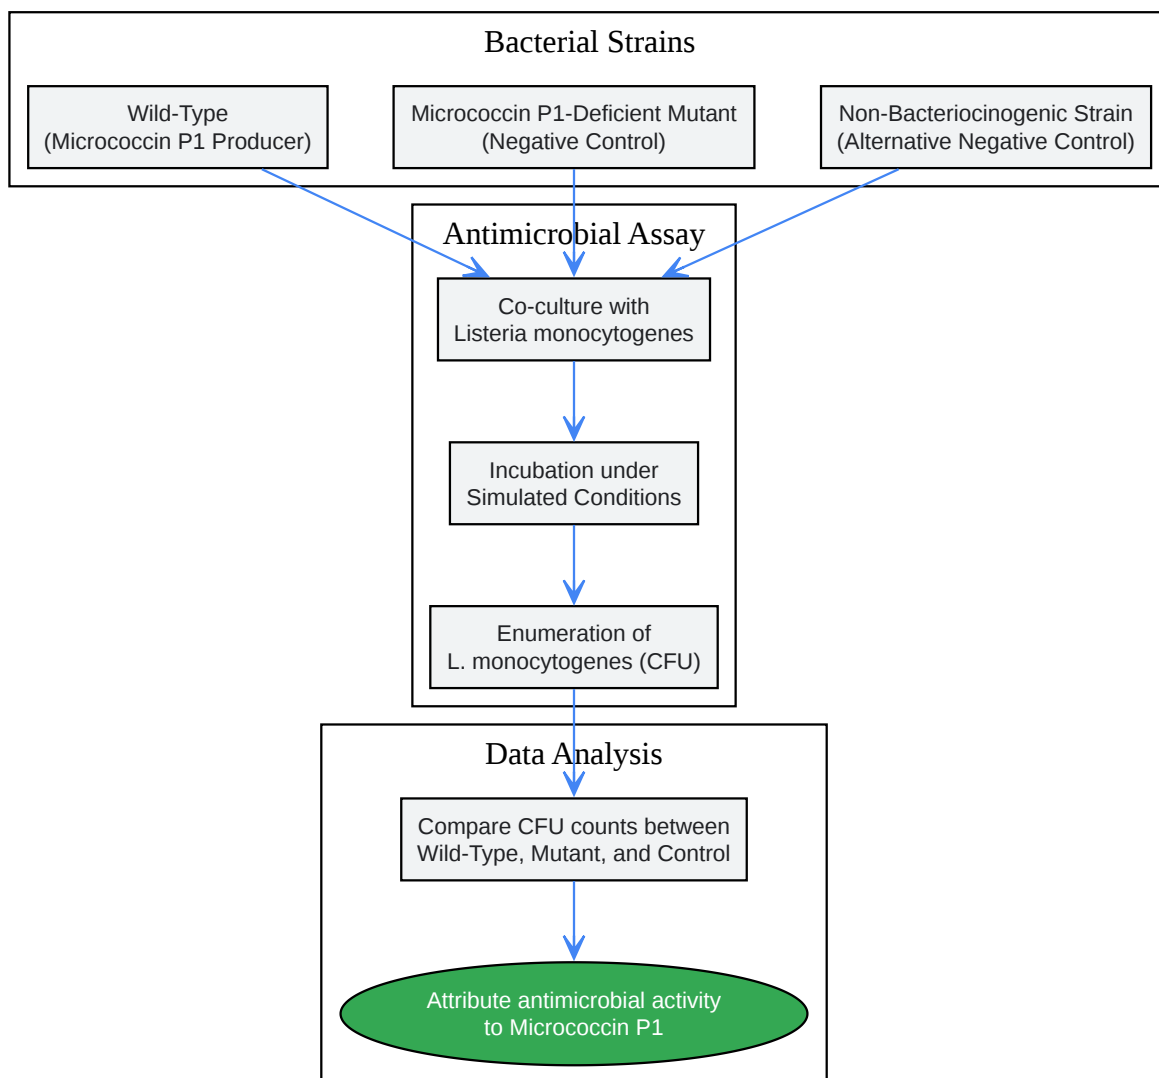 Bacterial Strains
Wild-Type
(Micrococcin P1 Producer)
Micrococcin P1-Deficient Mutant
(Negative Control)
Non-Bacteriocinogenic Strain
(Alternative Negative Control)
Antimicrobial Assay
Co-culture with
Listeria monocytogenes
Incubation under
Simulated Conditions
Enumeration of
L. monocytogenes (CFU)
Data Analysis
Compare CFU counts between
Wild-Type, Mutant, and Control
Attribute antimicrobial activity
to Micrococcin P1